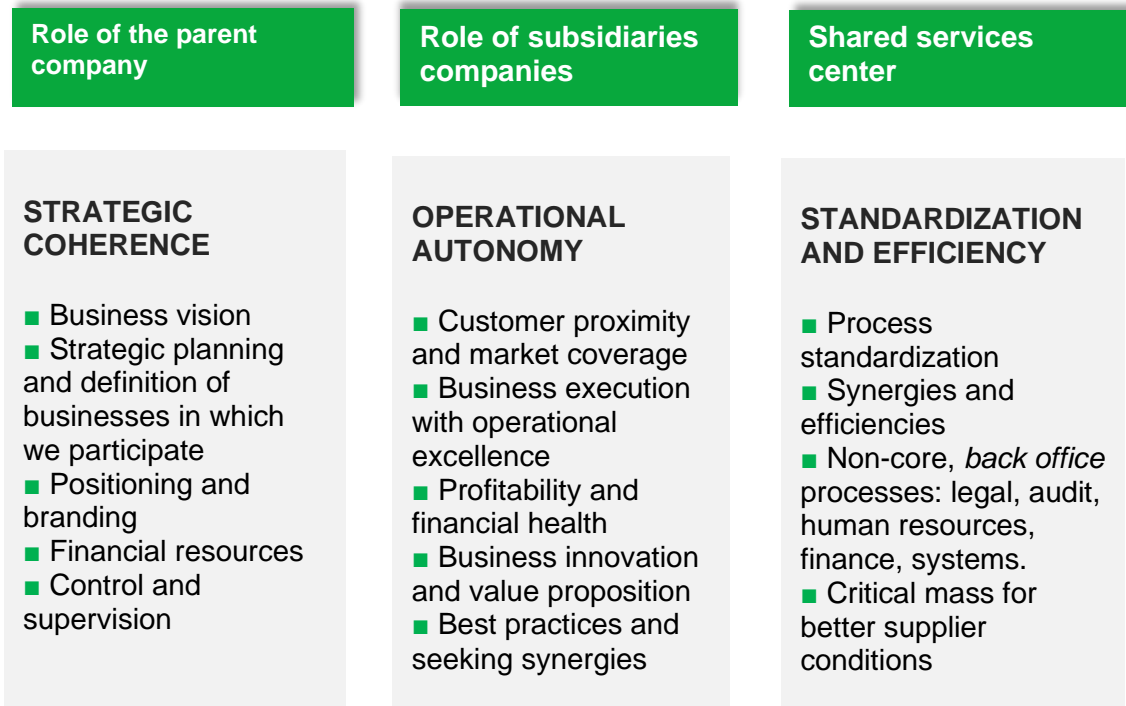 Role of the parent
company
STRATEGIC
COHERENCE
■ Business vision
■ Strategic planning
and definition of
businesses in which
we participate
■ Positioning and
branding
■ Financial resources
■ Control and
supervision
Role of subsidiaries
companies
OPERATIONAL
AUTONOMY
■ Customer proximity
and market coverage
■ Business execution
with operational
excellence
■ Profitability and
financial health
■ Business innovation
and value proposition
■ Best practices and
seeking synergies
Shared services
center
STANDARDIZATION
AND EFFICIENCY
■ Process
standardization
■ Synergies and
efficiencies
■ Non-core, back office
processes: legal, audit,
human resources,
finance, systems.
■ Critical mass for
better supplier
conditions